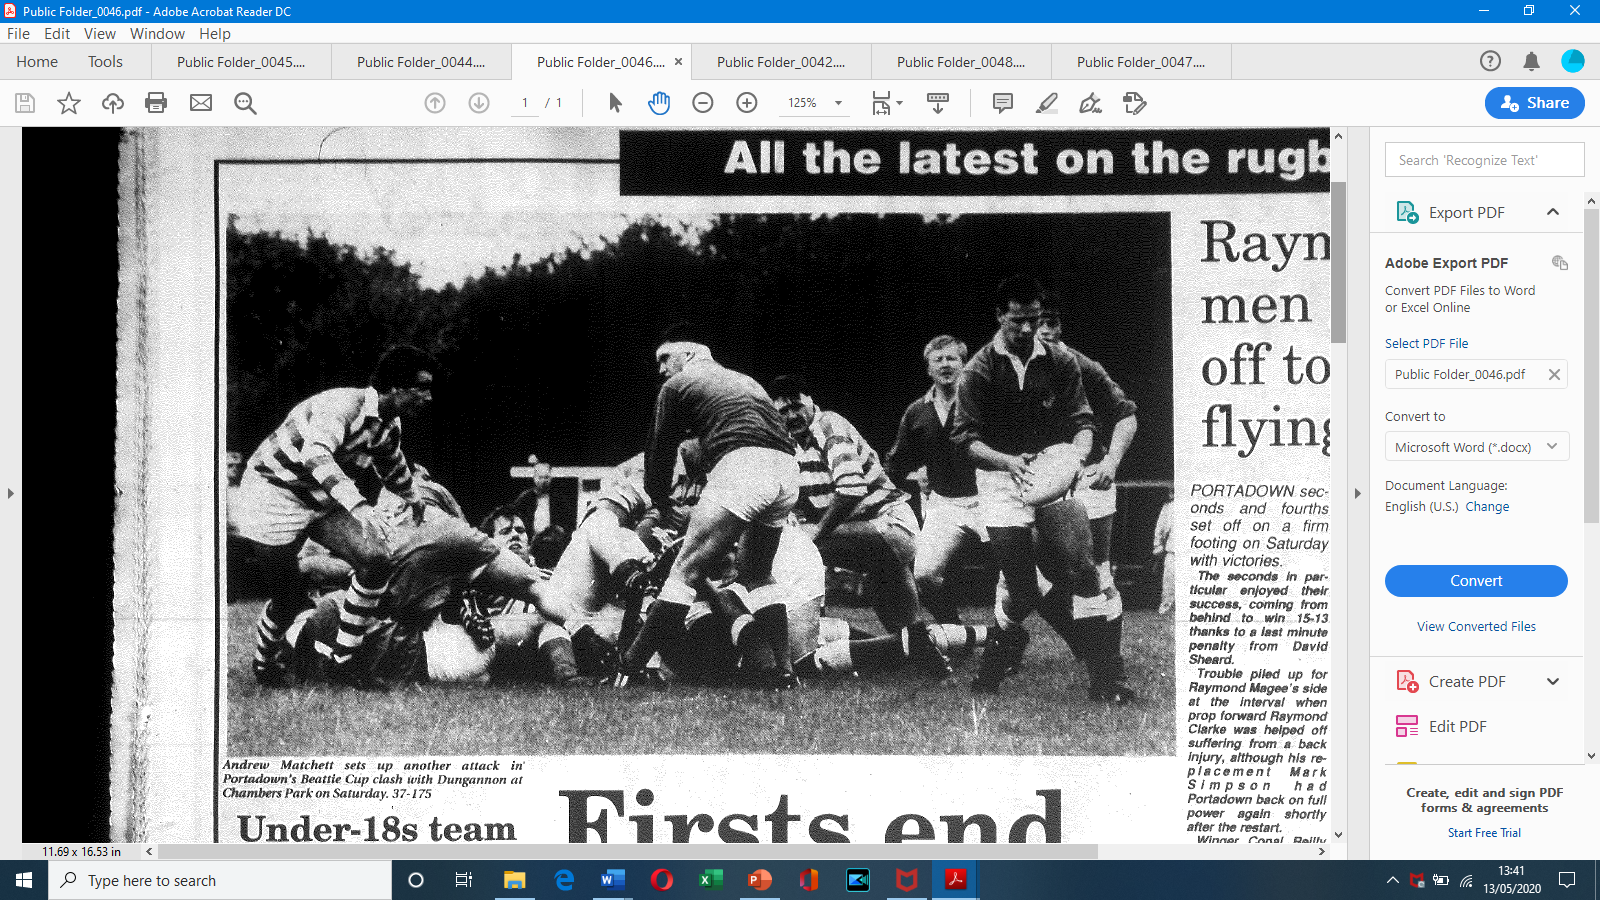 Public Folder_0046.pdf - Adobe Acrobat Reader DC
File Edit View Window Help
Home Tools Public Folder_0045.... Public Folder_0044.... Public Folder_0046.... Public Folder_0042.... Public Folder_0048.... Public Folder_0047....
1 / 1 125% Share
All the latest on the rugb
Raym
men
off to
flying
PORTADOWN sec-
onds and fourths
set off on a firm
footing on Saturday
with victories.
The seconds in par-
ticular enjoyed their
success, coming from
behind to win 15-13
thanks to a last minute
penalty from David
Sheard.
Trouble piled up for
Raymond Magee's side
at the interval when
prop forward Raymond
Clarke was helped off
suffering from a back
injury, although his re-
placement Mark
Simpson had
Portadown back on full
power again shortly
after the restart.
Winger Conal Reilly
Andrew Matchett sets up another attack in
Portadown's Beattie Cup clash with Dungannon at
Chambers Park on Saturday. 37-175
Under-18s team
Firsts end
Search 'Recognize Text'
Export PDF
Adobe Export PDF
Convert PDF Files to Word
or Excel Online
Select PDF File
Public Folder_0046.pdf
Convert to
Microsoft Word (*.docx)
Document Language:
English (U.S.) Change
Convert
View Converted Files
Create PDF
Edit PDF
Create, edit and sign PDF
forms & agreements
Start Free Trial
11.69 x 16.53 in
Type here to search
13:41
13/05/2020